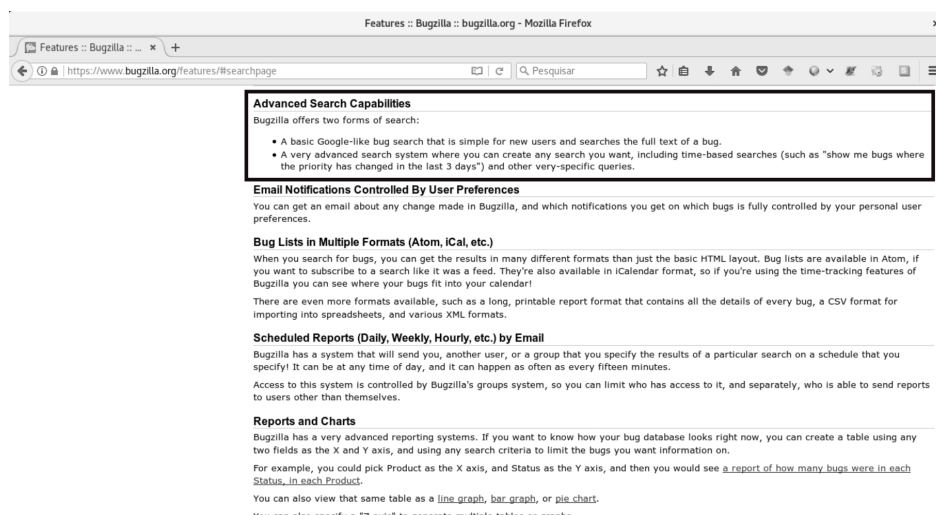 Features :: Bugzilla :: bugzilla.org - Mozilla Firefox
Features :: Bugzilla :: ...
https://www.bugzilla.org/features/#searchpage
Pesquisar
Advanced Search Capabilities
Bugzilla offers two forms of search:
• A basic Google-like bug search that is simple for new users and searches the full text of a bug.
• A very advanced search system where you can create any search you want, including time-based searches (such as "show me bugs where
the priority has changed in the last 3 days") and other very-specific queries.
Email Notifications Controlled By User Preferences
You can get an email about any change made in Bugzilla, and which notifications you get on which bugs is fully controlled by your personal user
preferences.
Bug Lists in Multiple Formats (Atom, iCal, etc.)
When you search for bugs, you can get the results in many different formats than just the basic HTML layout. Bug lists are available in Atom, if
you want to subscribe to a search like it was a feed. They're also available in iCalendar format, so if you're using the time-tracking features of
Bugzilla you can see where your bugs fit into your calendar!
There are even more formats available, such as a long, printable report format that contains all the details of every bug, a CSV format for
importing into spreadsheets, and various XML formats.
Scheduled Reports (Daily, Weekly, Hourly, etc.) by Email
Bugzilla has a system that will send you, another user, or a group that you specify the results of a particular search on a schedule that you
specify! It can be at any time of day, and it can happen as often as every fifteen minutes.
Access to this system is controlled by Bugzilla's groups system, so you can limit who has access to it, and separately, who is able to send reports
to users other than themselves.
Reports and Charts
Bugzilla has a very advanced reporting systems. If you want to know how your bug database looks right now, you can create a table using any
two fields as the X and Y axis, and using any search criteria to limit the bugs you want information on.
For example, you could pick Product as the X axis, and Status as the Y axis, and then you would see a report of how many bugs were in each
Status, in each Product.
You can also view that same table as a line graph, bar graph, or pie chart.